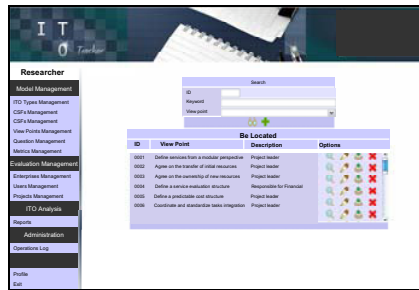 I T
O Tracker
Researcher
Model Management
ITO Types Management
CSFs Management
CSFs Management
View Points Management
Question Management
Metrics Management
Evaluation Management
Enterprises Management
Users Management
Projects Management
ITO Analysis
Reports
Administration
Operations Log
Profile
Exit
Search
ID
Keyword
View point
Be Located
ID View Point Description Options
0001 Define services from a modular perspective Project leader
0002 Agree on the transfer of initial resources Project leader
0003 Agree on the ownership of new resources Project leader
0004 Define a service evaluation structure Responsible for Financial
0005 Define a predictable cost structure Project leader
0006 Coordinate and standardize tasks integration Project leader